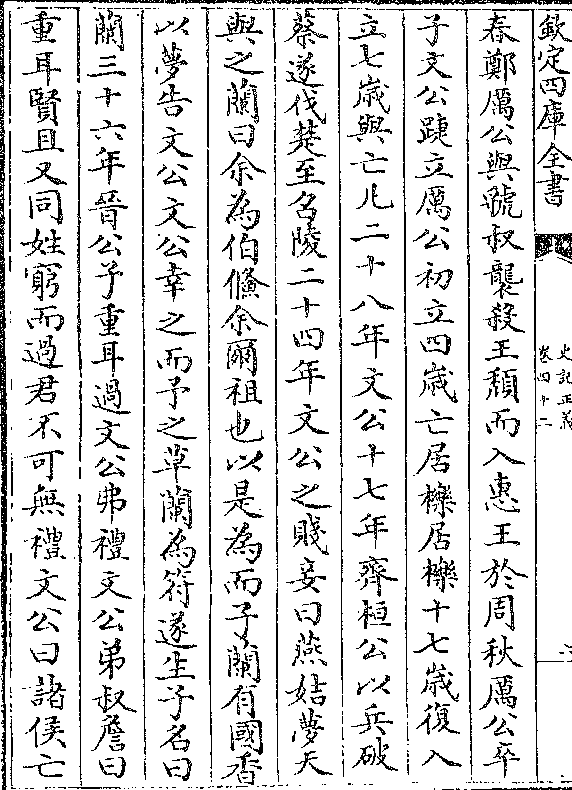 欽定四庫全書
史記正義
卷四十二
春鄭厲公與虢叔襲殺王頽而入惠王於周秋厲公卒
子文公踕立厲公初立四歲亡居櫟居櫟十七歲復入
立七歲與亡凡二十八年文公十七年齊桓公以兵破
蔡遂伐楚至召陵二十四年文公之賤妾曰燕姞夢天
與之蘭曰余為伯鯈余爾祖也以是為而子蘭有國香
以夢告文公文公幸之而予之草蘭為符遂生子名曰
蘭三十六年晉公子重耳過文公弗禮文公弟叔詹曰
重耳賢且又同姓窮而過君不可無禮文公曰諸侯亡